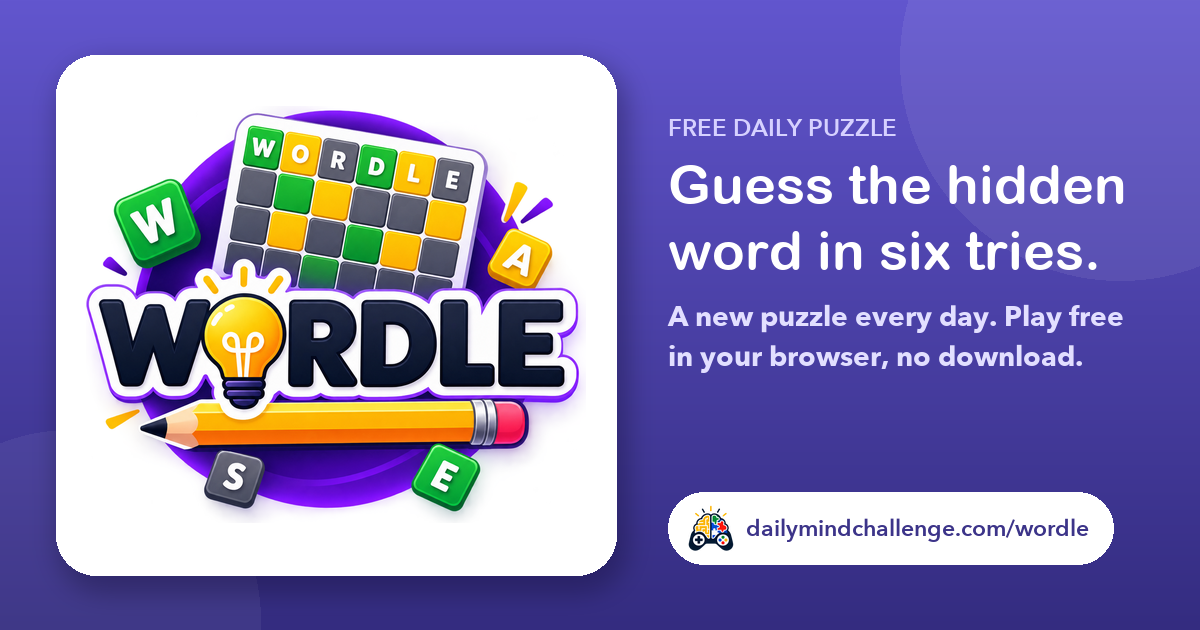 WORDLE
W
A
WORDLE
S
E
FREE DAILY PUZZLE
Guess the hidden
word in six tries.
A new puzzle every day. Play free
in your browser, no download.
dailymindchallenge.com/wordle